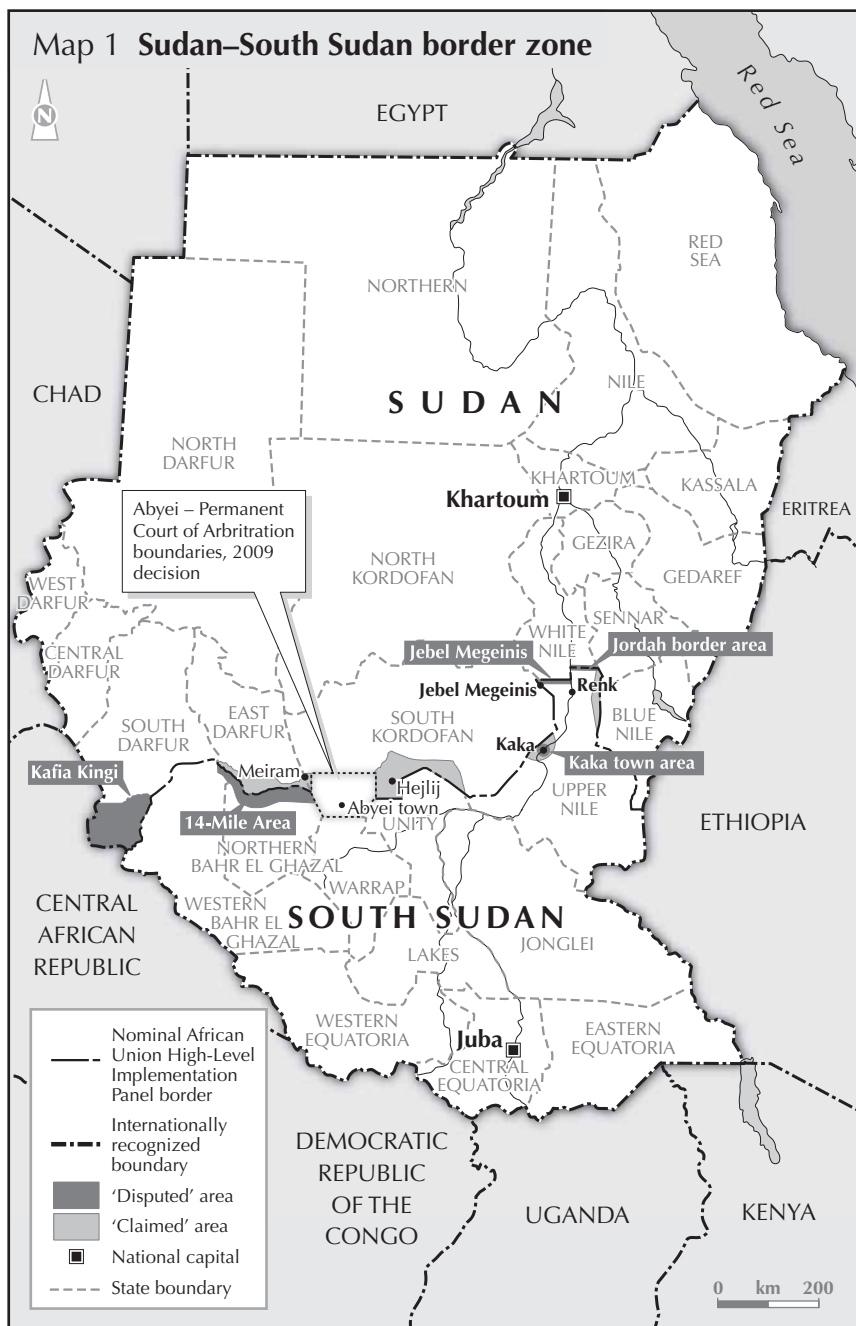 Map 1 Sudan–South Sudan border zone
N
Red Sea
EGYPT
RED
SEA
NORTHERN
CHAD
NILE
SUDAN
NORTH
DARFUR
KHARTOUM
KASSALA
Khartoum
Abyei – Permanent
Court of Arbritration
boundaries, 2009
decision
ERITREA
GEZIRA
NORTH
KORDOFAN
GEDAREF
WEST
DARFUR
SENNAR
WHITE
NILE
Jebel Megeinis
Jordah border area
CENTRAL
DARFUR
Jebel Megeinis
Renk
EAST
DARFUR
SOUTH
KORDOFAN
BLUE
NILE
SOUTH
DARFUR
Kaka
Kaka town area
Kafia Kingi
Meiram
Hejlij
UPPER
NILE
Abyei town
14-Mile Area
UNITY
ETHIOPIA
NORTHERN
BAHR EL GHAZAL
WARRAP
WESTERN
BAHR EL
GHAZAL
CENTRAL
AFRICAN
REPUBLIC
SOUTH SUDAN
JONGLEI
LAKES
WESTERN
EQUATORIA
Juba
EASTERN
EQUATORIA
CENTRAL
EQUATORIA
Nominal African
Union High-Level
Implementation
Panel border
Internationally
recognized
boundary
'Disputed' area
'Claimed' area
National capital
State boundary
DEMOCRATIC
REPUBLIC
OF THE
CONGO
UGANDA
KENYA
0 km 200